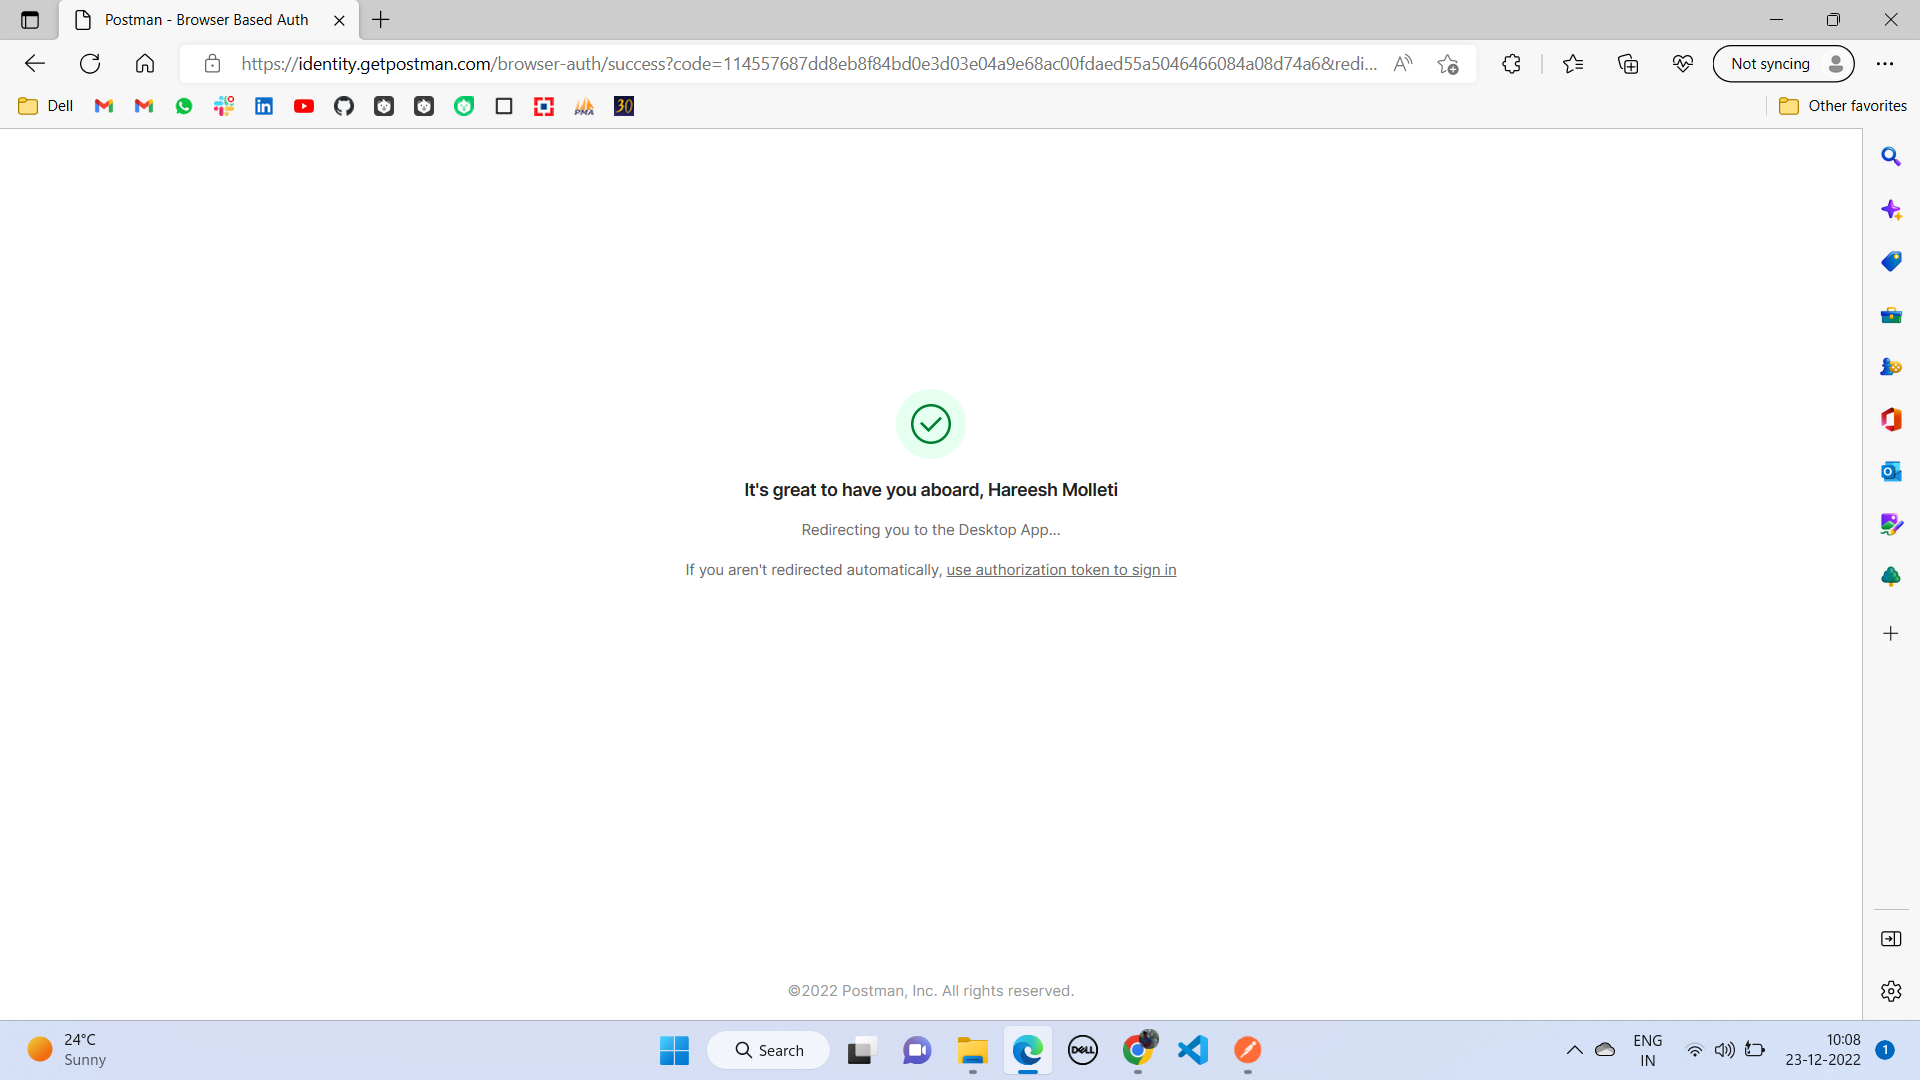 Postman - Browser Based Auth
https://identity.getpostman.com/browser-auth/success?code=114557687dd8eb8f84bd0e3d03e04a9e68ac00fdaed55a5046466084a08d74a6&redi...
Not syncing
Dell
30
Other favorites
It's great to have you aboard, Hareesh Molleti
Redirecting you to the Desktop App...
If you aren't redirected automatically, use authorization token to sign in
©2022 Postman, Inc. All rights reserved.
24°C
Sunny
Search
DELL
ENG
IN
10:08
23-12-2022
1